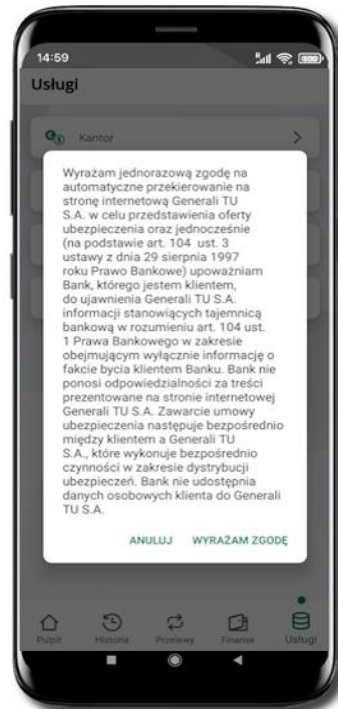 14:59
Usługi
Kantor
Wyrażam jednorazową zgodę na
automatyczne przekierowanie na
stronę internetową Generali TU
S.A. w celu przedstawienia oferty
ubezpieczenia oraz jednocześnie
(na podstawie art. 104 ust. 3
ustawy z dnia 29 sierpnia 1997
roku Prawo Bankowe) upoważniam
Bank, którego jestem klientem,
do ujawnienia Generali TU S.A.
informacji stanowiących tajemnicą
bankową w rozumieniu art. 104 ust.
1 Prawa Bankowego w zakresie
obejmującym wyłącznie informację o
fakcie bycia klientem Banku. Bank nie
ponosi odpowiedzialności za treści
prezentowane na stronie internetowej
Generali TU S.A. Zawarcie umowy
ubezpieczenia następuje bezpośrednio
między klientem a Generali TU
S.A., które wykonuje bezpośrednio
czynności w zakresie dystrybucji
ubezpieczeń. Bank nie udostępnia
danych osobowych klienta do Generali
TU S.A.
ANULUJ WYRAŻAM ZGODĘ
Pulpit Historia Przelewy Finanse Usługi